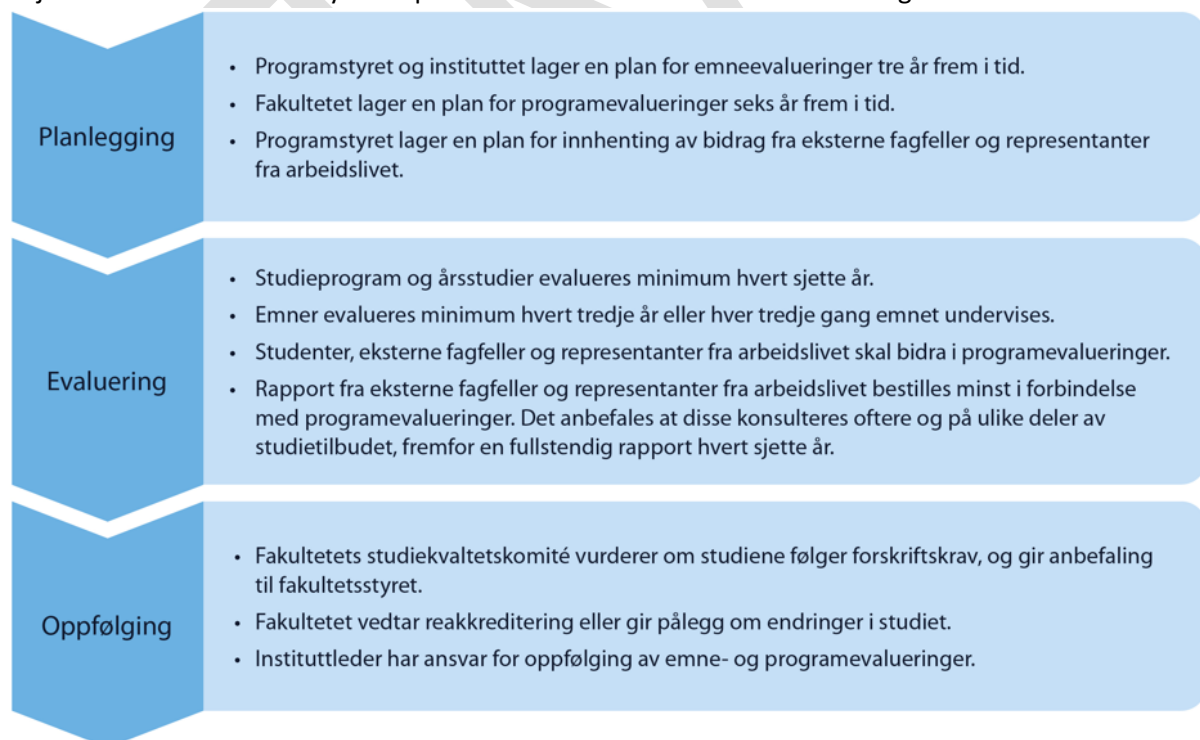 Planlegging
• Programstyret og instituttet lager en plan for emneevalueringer tre år frem i tid.
• Fakultetet lager en plan for programevalueringer seks år frem i tid.
• Programstyret lager en plan for innhenting av bidrag fra eksterne fagfeller og representanter
fra arbeidslivet.
Evaluering
• Studieprogram og årsstudier evalueres minimum hvert sjette år.
• Emner evalueres minimum hvert tredje år eller hver tredje gang emnet undervises.
• Studenter, eksterne fagfeller og representanter fra arbeidslivet skal bidra i programevalueringer.
• Rapport fra eksterne fagfeller og representanter fra arbeidslivet bestilles minst i forbindelse
med programevalueringer. Det anbefales at disse konsulteres oftere og på ulike deler av
studietilbudet, fremfor en fullstendig rapport hvert sjette år.
Oppfølging
• Fakultetets studiekvaltetskomité vurderer om studiene følger forskriftskrav, og gir anbefaling
til fakultetsstyret.
• Fakultetet vedtar reakkreditering eller gir pålegg om endringer i studiet.
• Instituttleder har ansvar for oppfølging av emne- og programevalueringer.